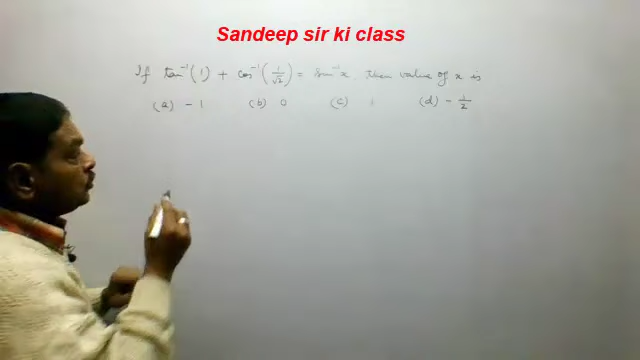 Sandeep sir ki class
If tan⁻¹(1) + cos⁻¹(1/√2) = sin⁻¹x, then value of x is
(a) -1 (b) 0 (c) 1 (d) -1/2